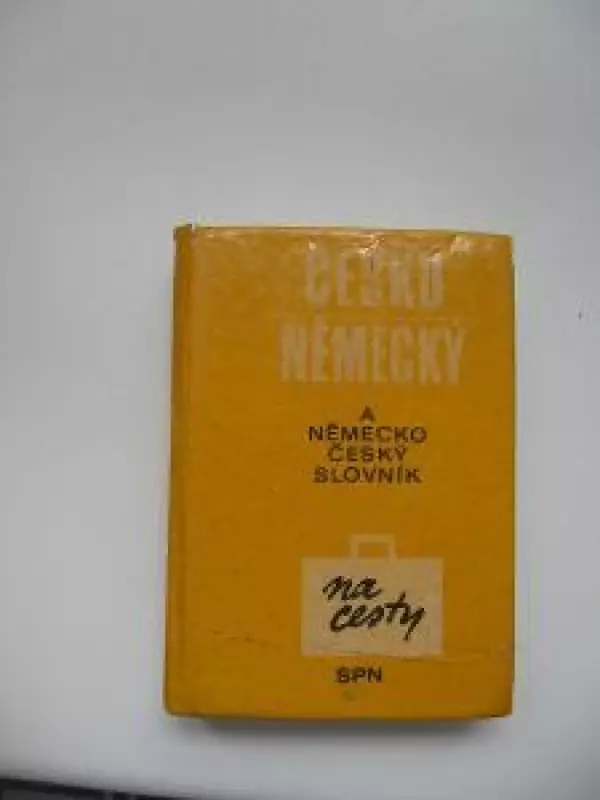 ČESKO
NĚMECKÝ
A
NĚMECKO
ČESKÝ
SLOVNÍK
na
cesty
SPN